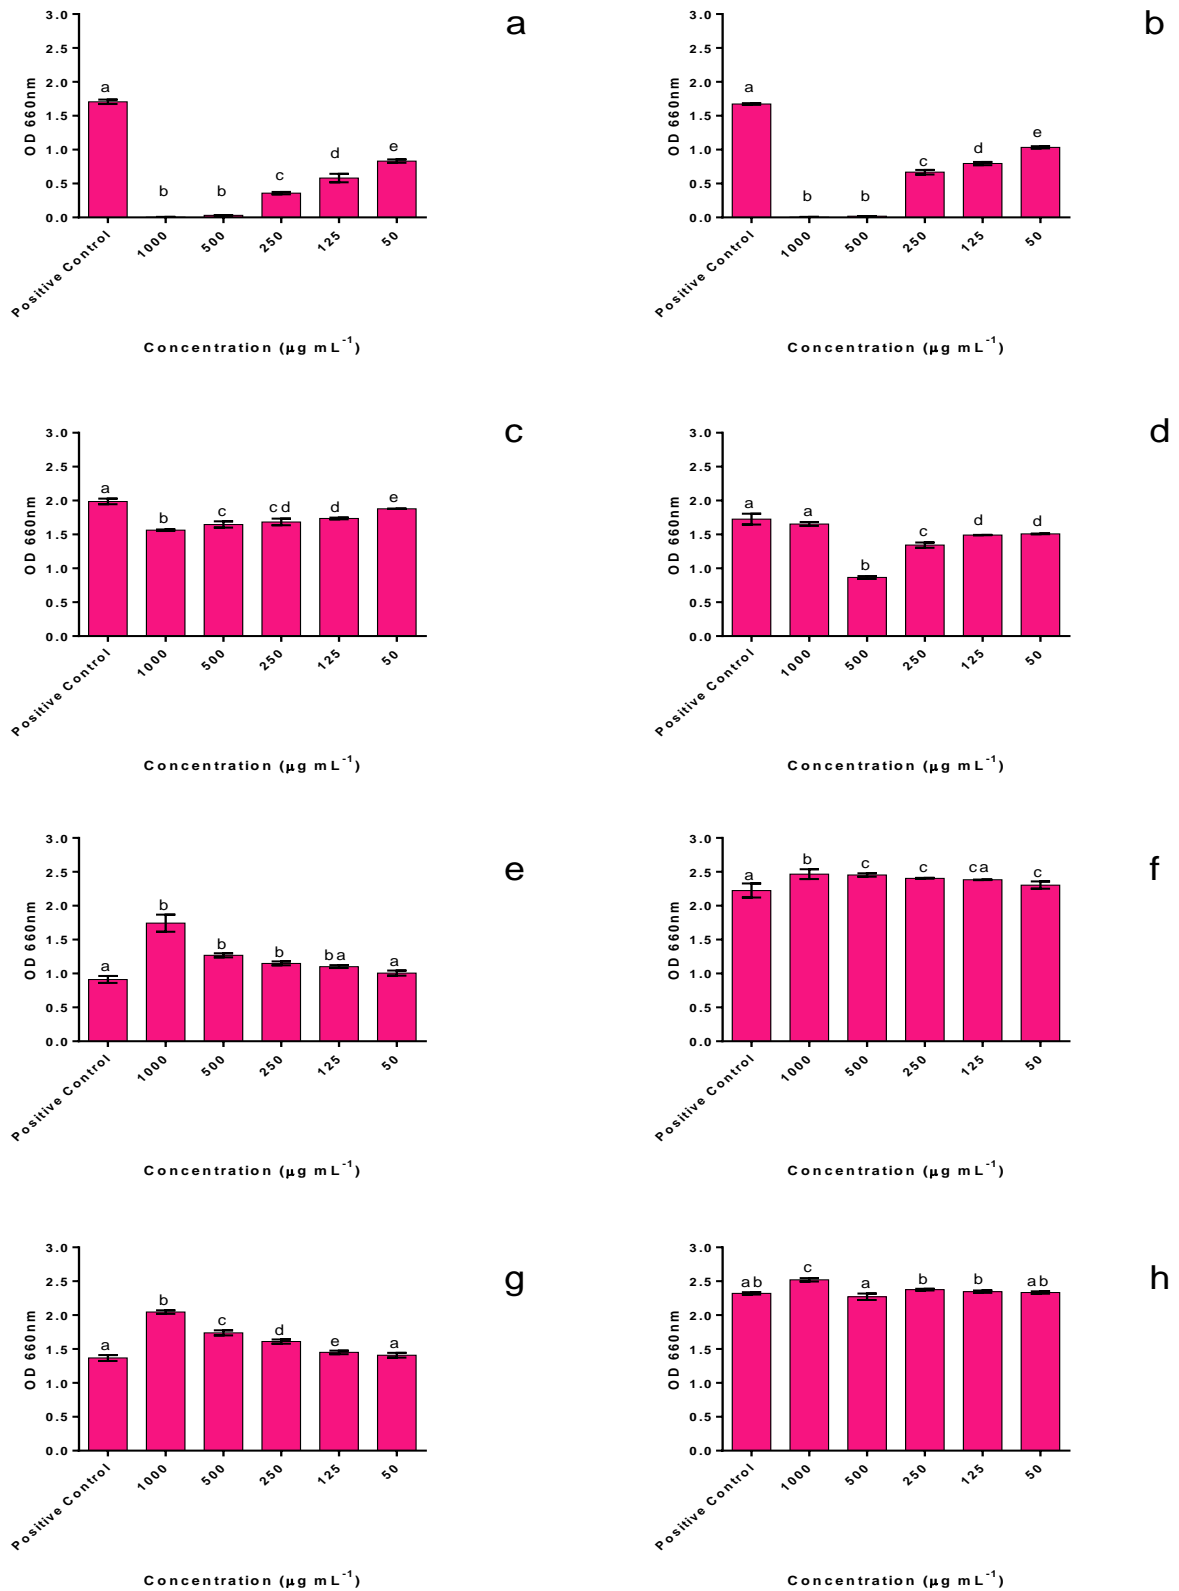 a
3.0
2.5
2.0
1.5
1.0
0.5
0.0
OD 660nm
a b b c d e
Positive Control 1000 500 250 125 50
Concentration (µg mL⁻¹)
b
3.0
2.5
2.0
1.5
1.0
0.5
0.0
OD 660nm
a b b c d e
Positive Control 1000 500 250 125 50
Concentration (µg mL⁻¹)
c
3.0
2.5
2.0
1.5
1.0
0.5
0.0
OD 660nm
a b c cd d e
Positive Control 1000 500 250 125 50
Concentration (µg mL⁻¹)
d
3.0
2.5
2.0
1.5
1.0
0.5
0.0
OD 660nm
a a b c d d
Positive Control 1000 500 250 125 50
Concentration (µg mL⁻¹)
e
3.0
2.5
2.0
1.5
1.0
0.5
0.0
OD 660nm
a b b b ba a
Positive Control 1000 500 250 125 50
Concentration (µg mL⁻¹)
f
3.0
2.5
2.0
1.5
1.0
0.5
0.0
OD 660nm
a b c c ca c
Positive Control 1000 500 250 125 50
Concentration (µg mL⁻¹)
g
3.0
2.5
2.0
1.5
1.0
0.5
0.0
OD 660nm
a b c d e a
Positive Control 1000 500 250 125 50
Concentration (µg mL⁻¹)
h
3.0
2.5
2.0
1.5
1.0
0.5
0.0
OD 660nm
ab c a b b ab
Positive Control 1000 500 250 125 50
Concentration (µg mL⁻¹)